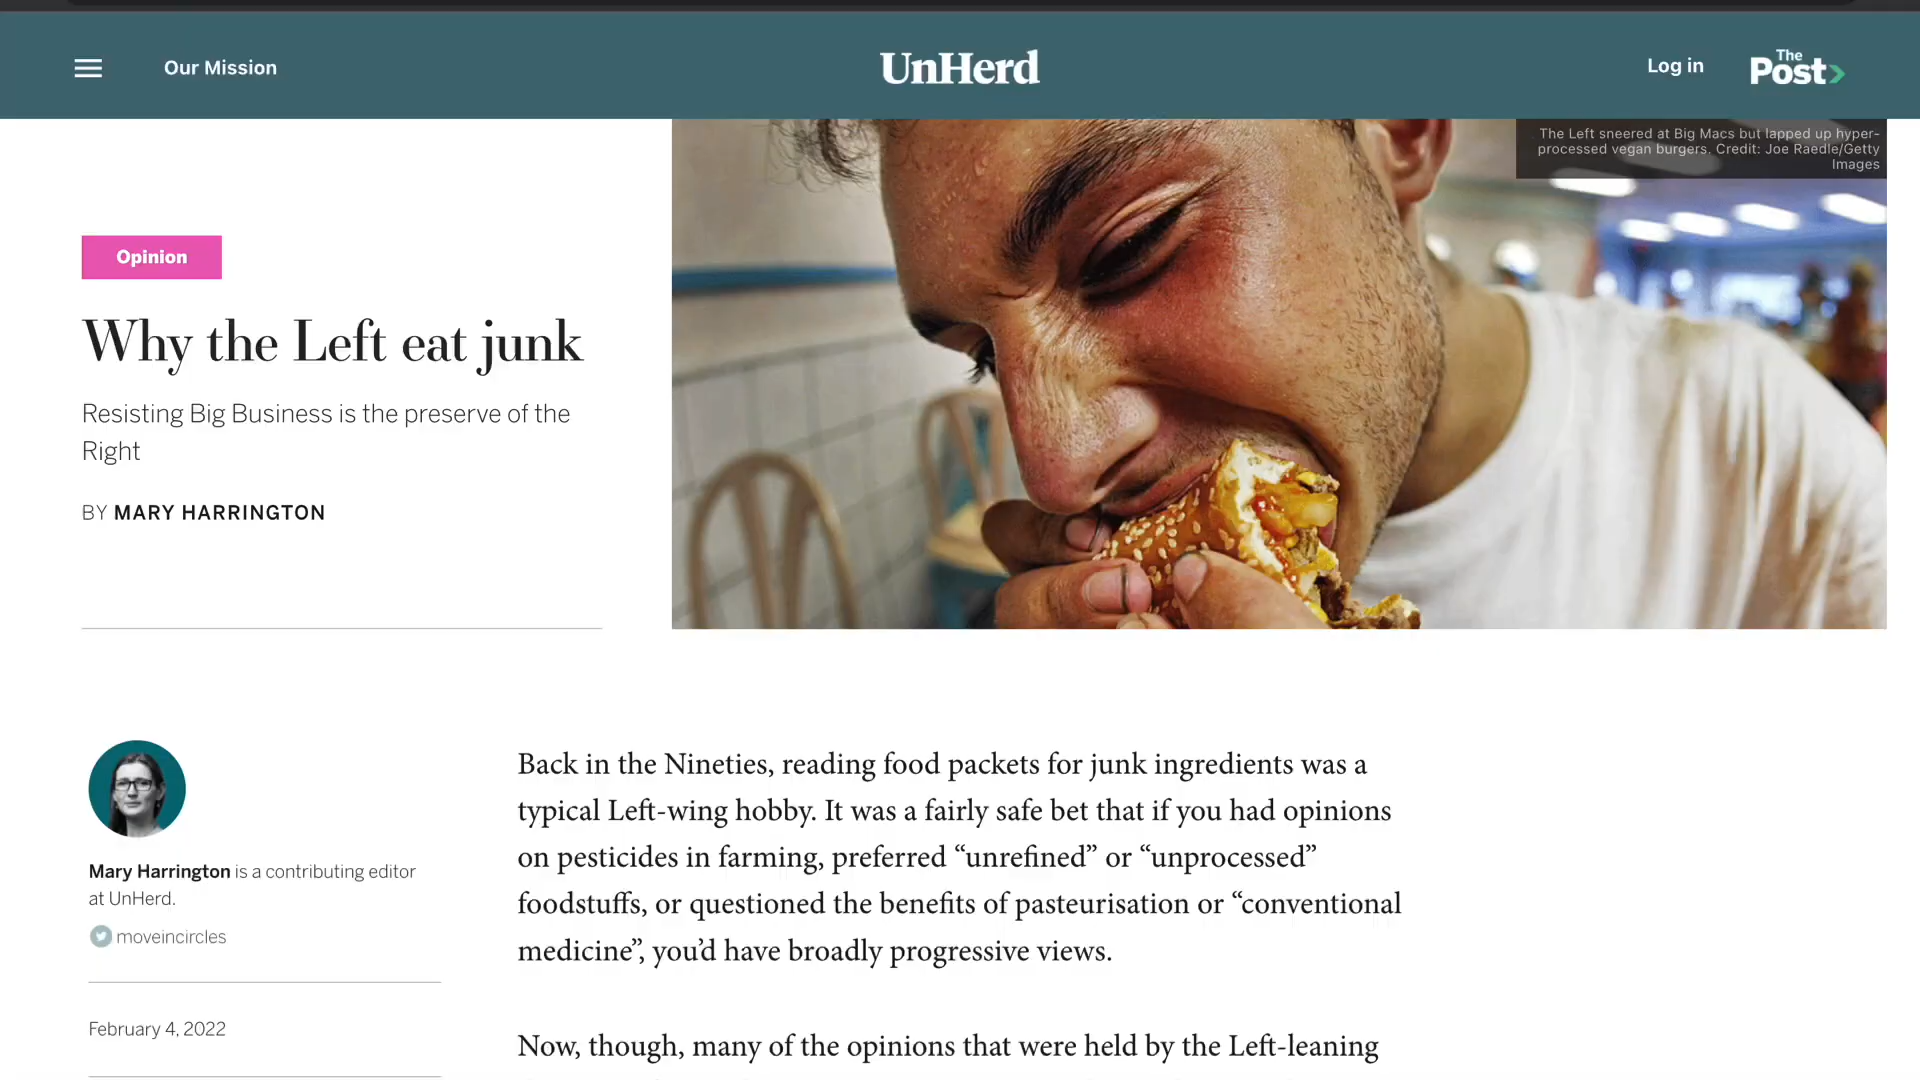 Our Mission
UnHerd
Log in
The
Post
The Left sneered at Big Macs but lapped up hyper-
processed vegan burgers. Credit: Joe Raedle/Getty
Images
Opinion
Why the Left eat junk
Resisting Big Business is the preserve of the
Right
BY MARY HARRINGTON
Mary Harrington is a contributing editor
at UnHerd.
moveincircles
February 4, 2022
Back in the Nineties, reading food packets for junk ingredients was a
typical Left-wing hobby. It was a fairly safe bet that if you had opinions
on pesticides in farming, preferred “unrefined” or “unprocessed”
foodstuffs, or questioned the benefits of pasteurisation or “conventional
medicine”, you’d have broadly progressive views.
Now, though, many of the opinions that were held by the Left-leaning